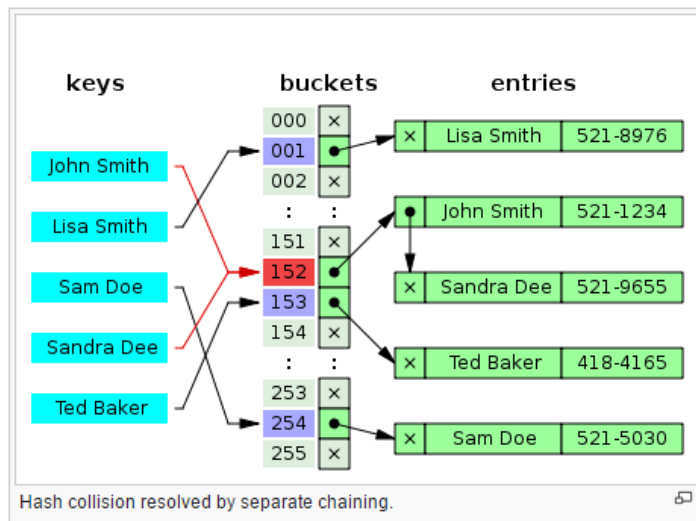 keys buckets entries
000 ×
001 × Lisa Smith 521-8976
John Smith
002 ×
: :
Lisa Smith
John Smith 521-1234
151 ×
152
Sam Doe
× Sandra Dee 521-9655
153
154 ×
Sandra Dee
: :
× Ted Baker 418-4165
253 ×
Ted Baker
254
× Sam Doe 521-5030
255 ×
Hash collision resolved by separate chaining.